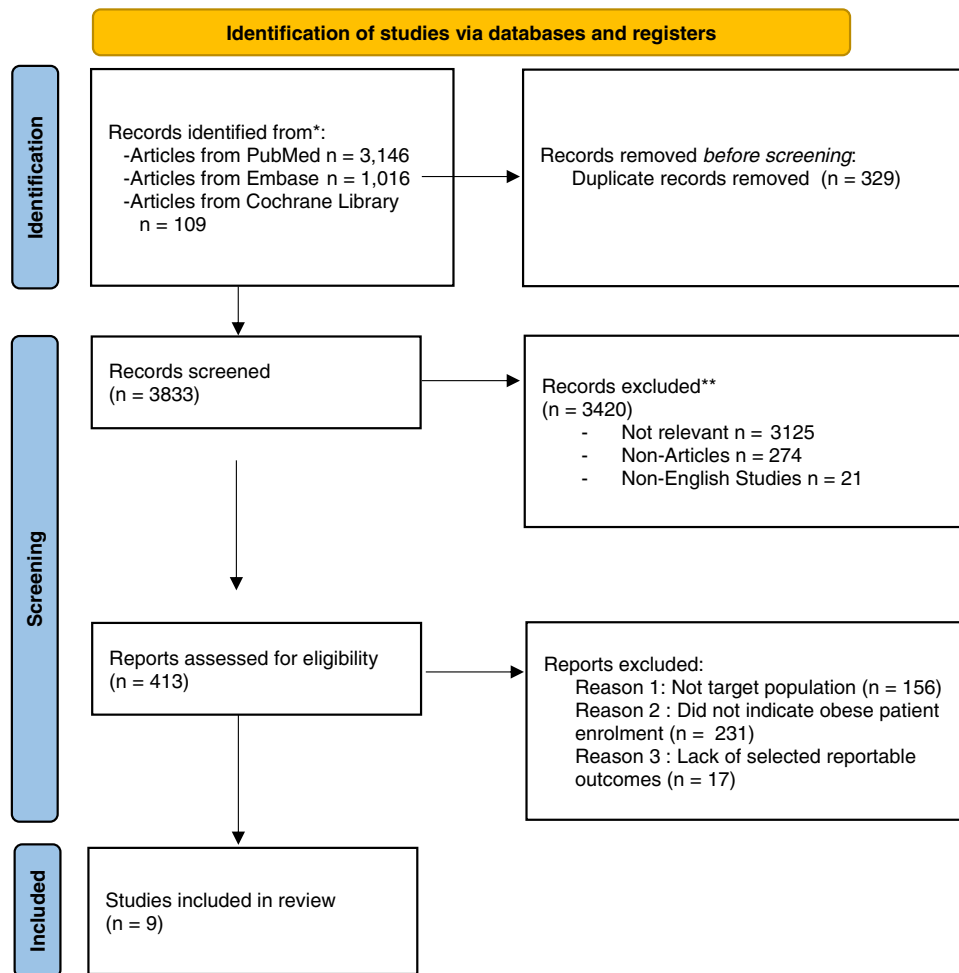 Identification of studies via databases and registers
Identification
Records identified from*:
-Articles from PubMed n = 3,146
-Articles from Embase n = 1,016
-Articles from Cochrane Library
n = 109
Records removed before screening:
Duplicate records removed (n = 329)
Screening
Records screened
(n = 3833)
Records excluded**
(n = 3420)
- Not relevant n = 3125
- Non-Articles n = 274
- Non-English Studies n = 21
Reports assessed for eligibility
(n = 413)
Reports excluded:
Reason 1: Not target population (n = 156)
Reason 2 : Did not indicate obese patient
enrolment (n = 231)
Reason 3 : Lack of selected reportable
outcomes (n = 17)
Included
Studies included in review
(n = 9)